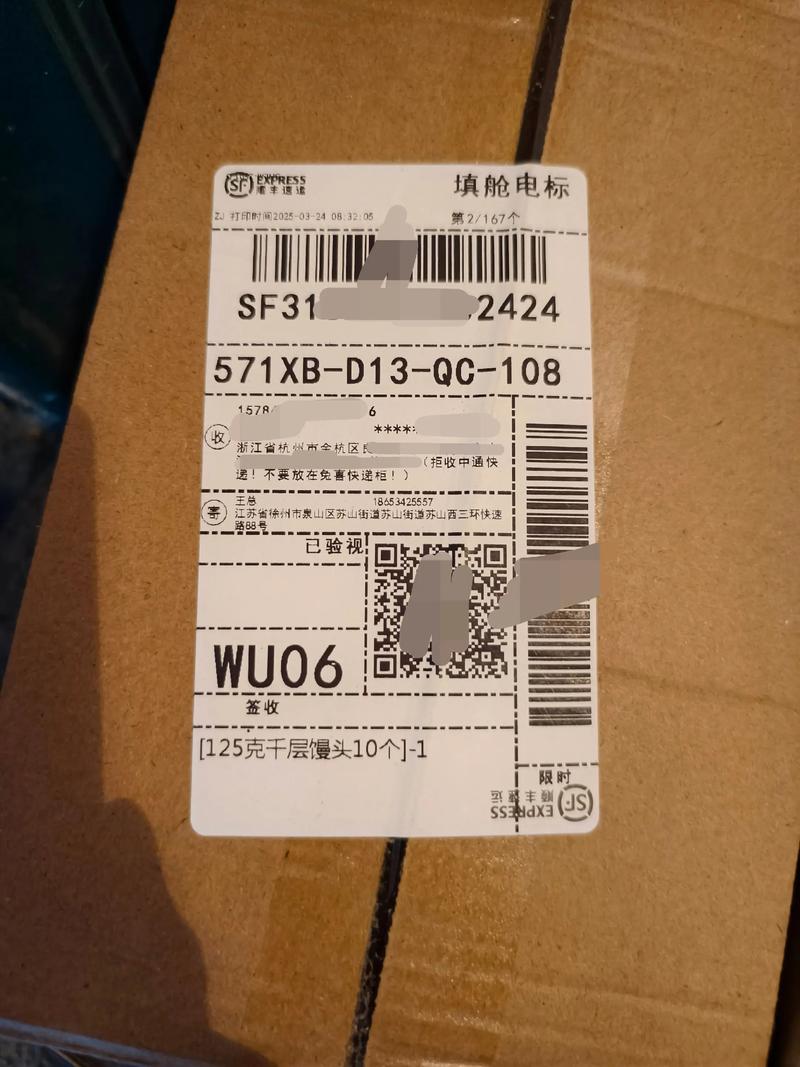 SF EXPRESS
顺丰速运
填舱电标
ZJ 打印时间2025-03-24 08:32:05
第2/167个
SF31 2424
571XB-D13-QC-108
1578 6
****
收
浙江省杭州市余杭区良
(拒收中通快
递!不要放在兔喜快递柜!)
寄
王总 18653425557
江苏省徐州市泉山区苏山街道苏山街道苏山西三环快速
路88号
已验视
WU06
签收
[125克千层馒头10个]-1
限时
SF EXPRESS
顺丰速运